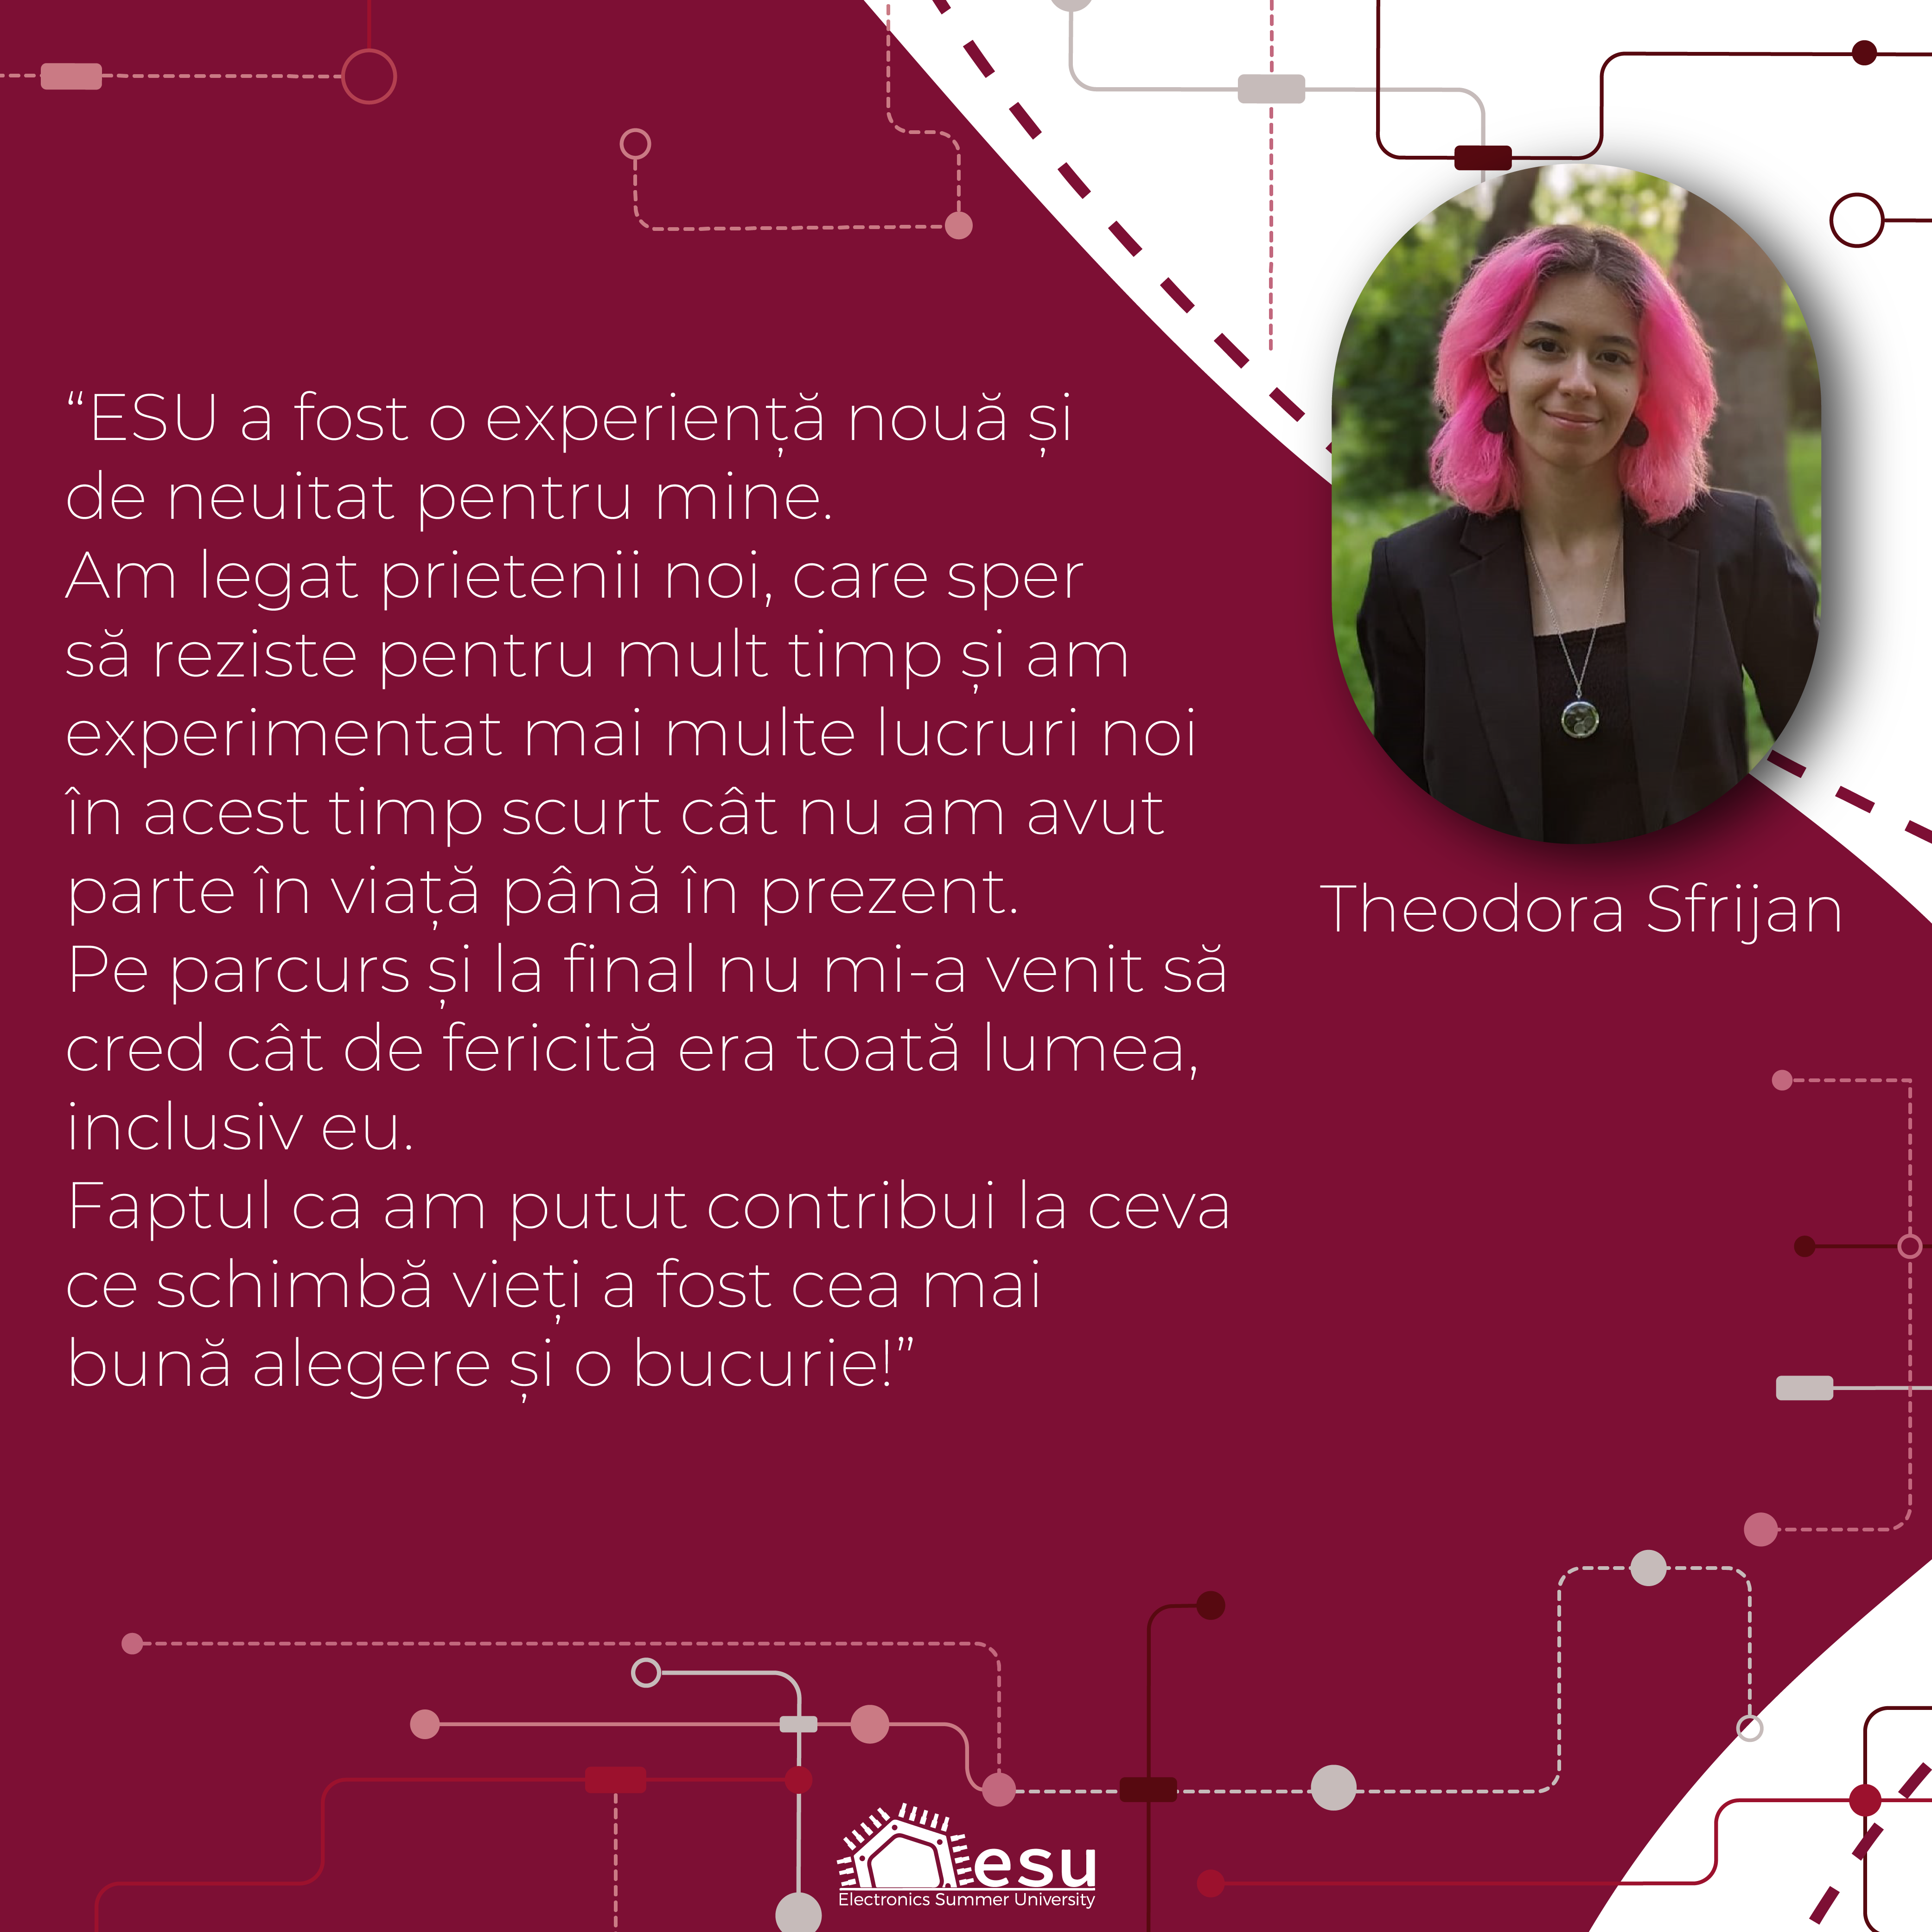 “ESU a fost o experiență nouă și
de neuitat pentru mine.
Am legat prietenii noi, care sper
să reziste pentru mult timp și am
experimentat mai multe lucruri noi
în acest timp scurt cât nu am avut
parte în viață până în prezent.
Pe parcurs și la final nu mi-a venit să
cred cât de fericită era toată lumea,
inclusiv eu.
Faptul ca am putut contribui la ceva
ce schimbă vieți a fost cea mai
bună alegere și o bucurie!”
Theodora Sfrijan
esu
Electronics Summer University